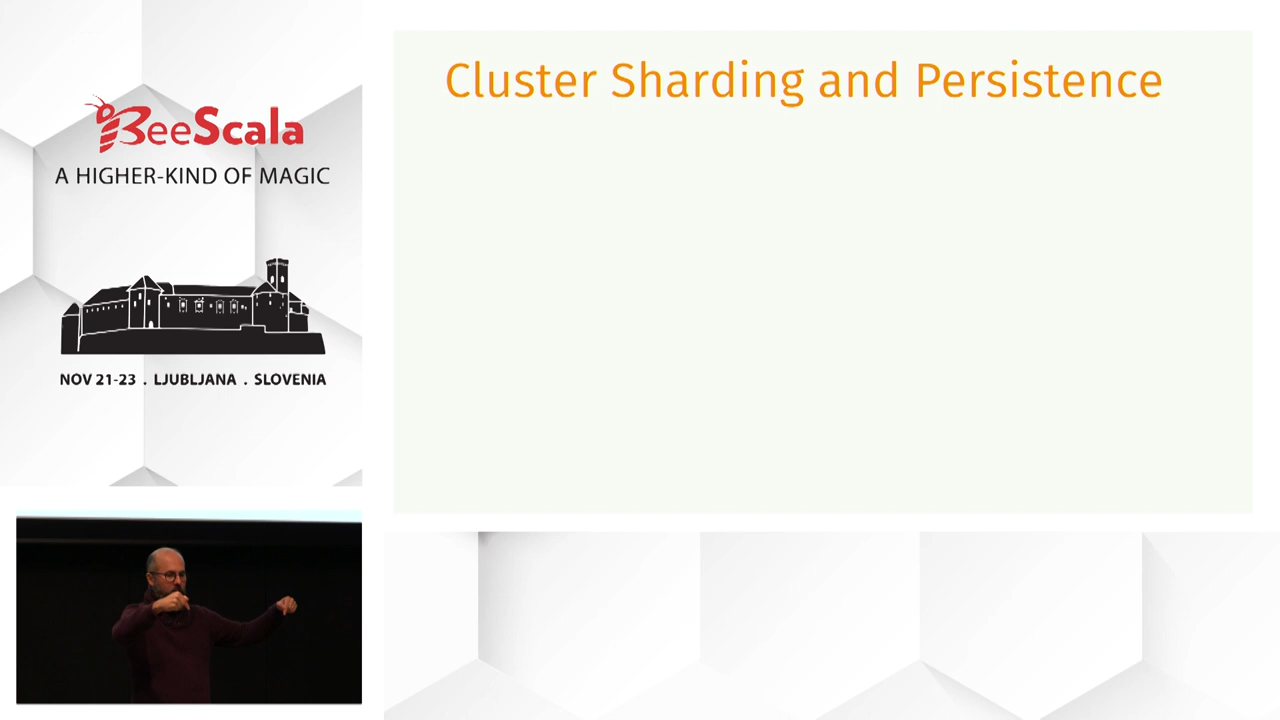 BeeScala
A HIGHER-KIND OF MAGIC
NOV 21-23 . LJUBLJANA . SLOVENIA
Cluster Sharding and Persistence